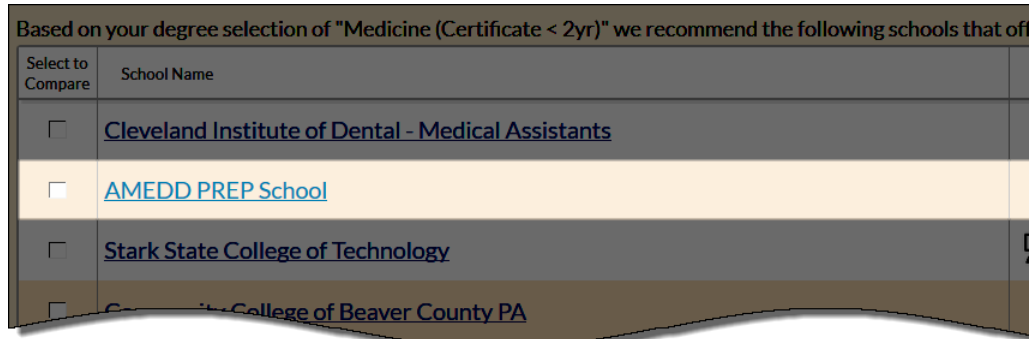 Based on your degree selection of "Medicine (Certificate < 2yr)" we recommend the following schools that
Select to
Compare
School Name
Cleveland Institute of Dental - Medical Assistants
AMEDD PREP School
Stark State College of Technology
College of Beaver County PA